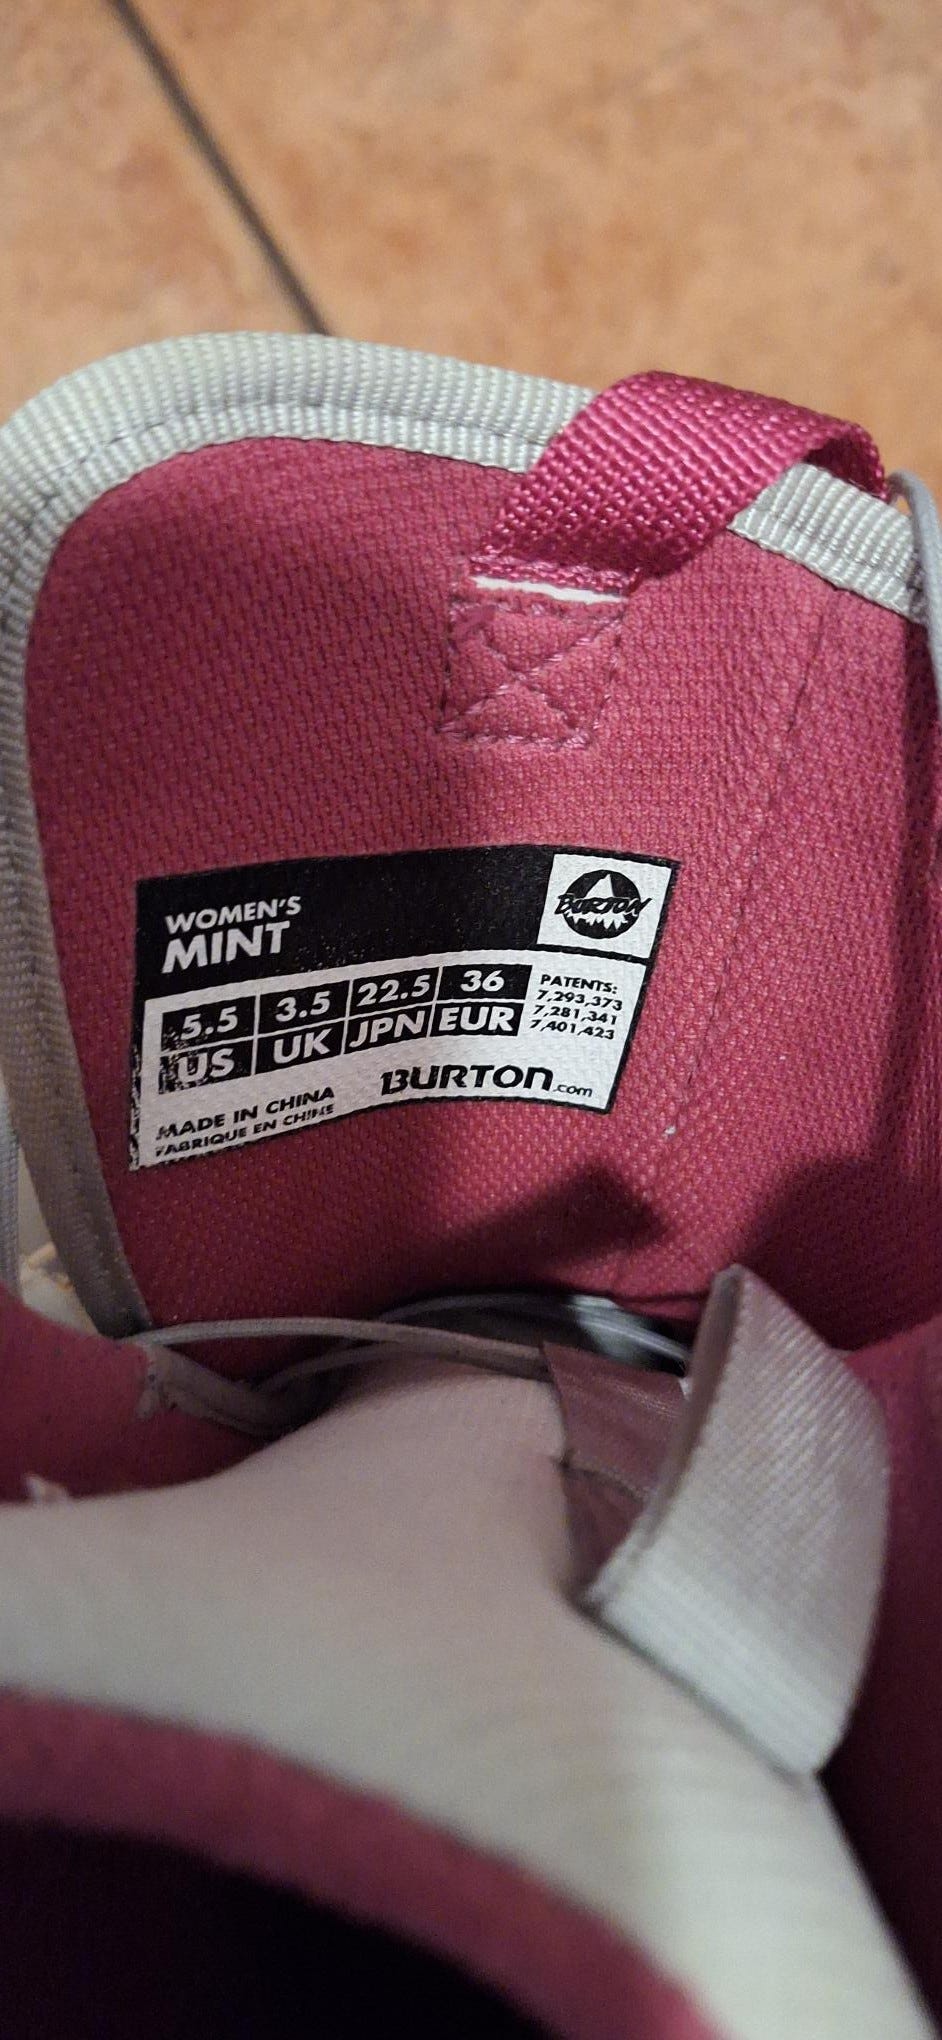 WOMEN'S
MINT
BURTON
5.5 3.5 22.5 36
US UK JPN EUR
PATENTS:
7,293,373
7,281,341
7,401,423
MADE IN CHINA
FABRIQUE EN CHINE
BURTON.com